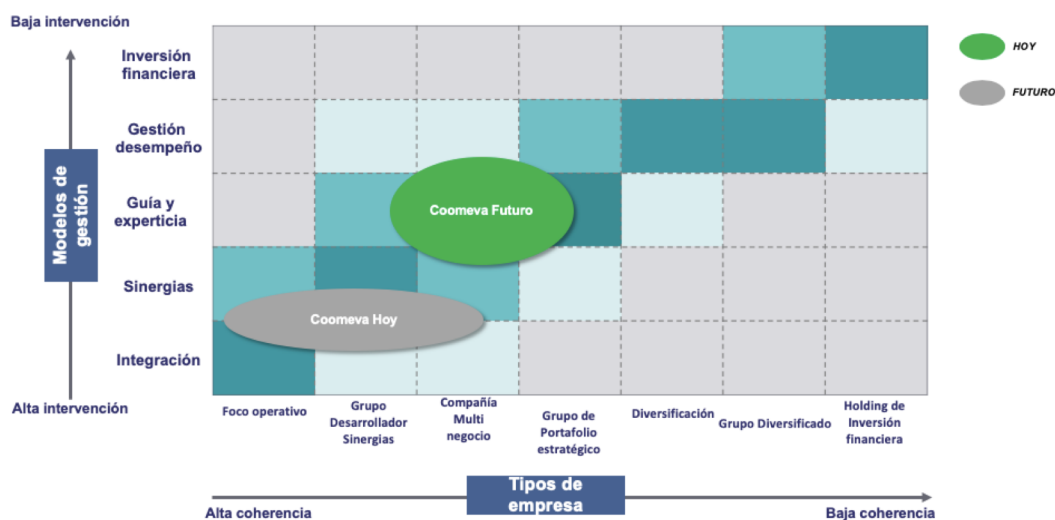 Baja intervención
Inversión
financiera
Gestión
desempeño
Guía y
experticia
Sinergias
Integración
Alta intervención
Modelos de
gestión
HOY
FUTURO
Coomeva Futuro
Coomeva Hoy
Foco operativo
Grupo
Desarrollador
Sinergias
Compañía
Multi
negocio
Grupo de
Portafolio
estratégico
Diversificación
Grupo Diversificado
Holding de
Inversión
financiera
Tipos de
empresa
Alta coherencia
Baja coherencia